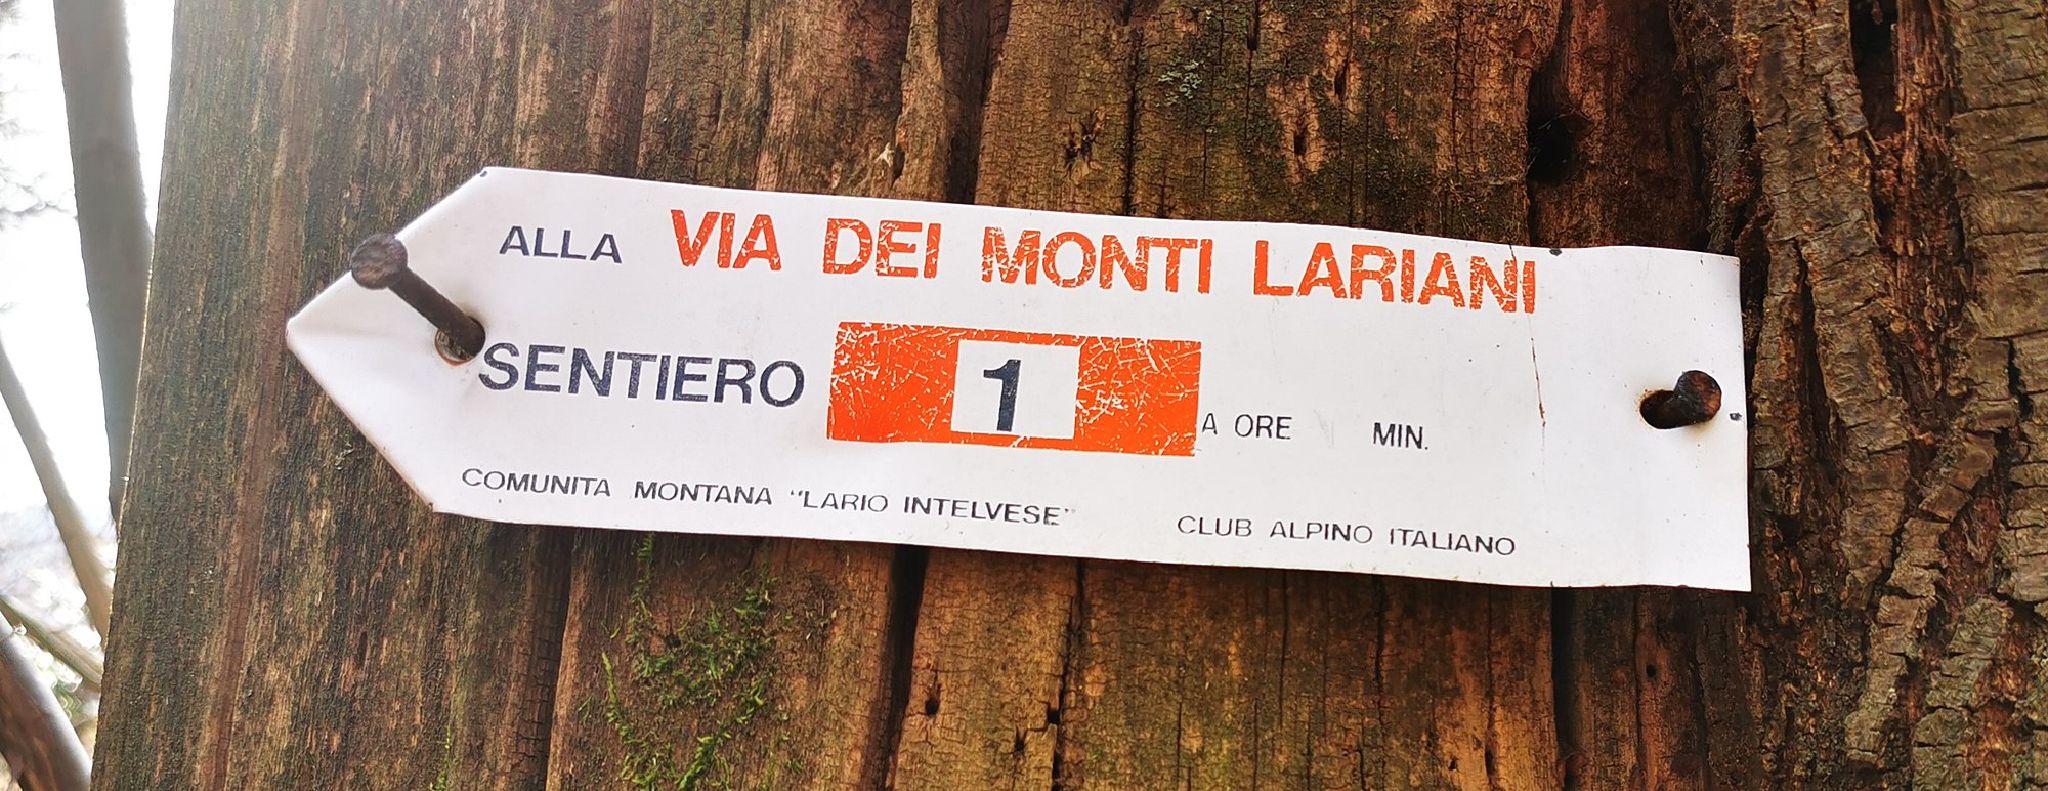 ALLA VIA DEI MONTI LARIANI
SENTIERO 1 A ORE MIN.
COMUNITA MONTANA "LARIO INTELVESE" CLUB ALPINO ITALIANO